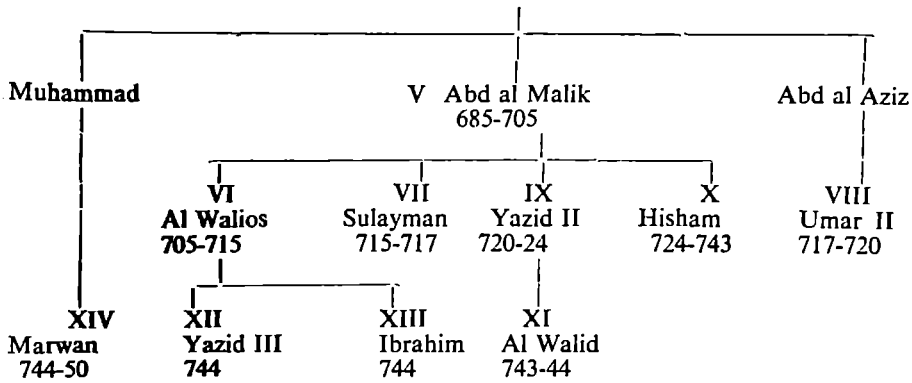 Muhammad
V Abd al Malik
685-705
Abd al Aziz
VI
Al Walios
705-715
VII
Sulayman
715-717
IX
Yazid II
720-24
X
Hisham
724-743
VIII
Umar II
717-720
XIV
Marwan
744-50
XII
Yazid III
744
XIII
Ibrahim
744
XI
Al Walid
743-44